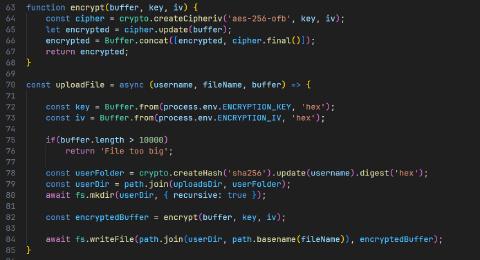 63 function encrypt(buffer, key, iv) {
64 const cipher = crypto.createCipheriv('aes-256-ofb', key, iv);
65 let encrypted = cipher.update(buffer);
66 encrypted = Buffer.concat([encrypted, cipher.final()]);
67 return encrypted;
68 }
69
70 const uploadFile = async (username, fileName, buffer) => {
71
72 const key = Buffer.from(process.env.ENCRYPTION_KEY, 'hex');
73 const iv = Buffer.from(process.env.ENCRYPTION_IV, 'hex');
74
75 if(buffer.length > 10000)
76 return 'File too big';
77
78 const userFolder = crypto.createHash('sha256').update(username).digest('hex');
79 const userDir = path.join(uploadsDir, userFolder);
80 await fs.mkdir(userDir, { recursive: true });
81
82 const encryptedBuffer = encrypt(buffer, key, iv);
83
84 await fs.writeFile(path.join(userDir, path.basename(fileName)), encryptedBuffer);
85 }